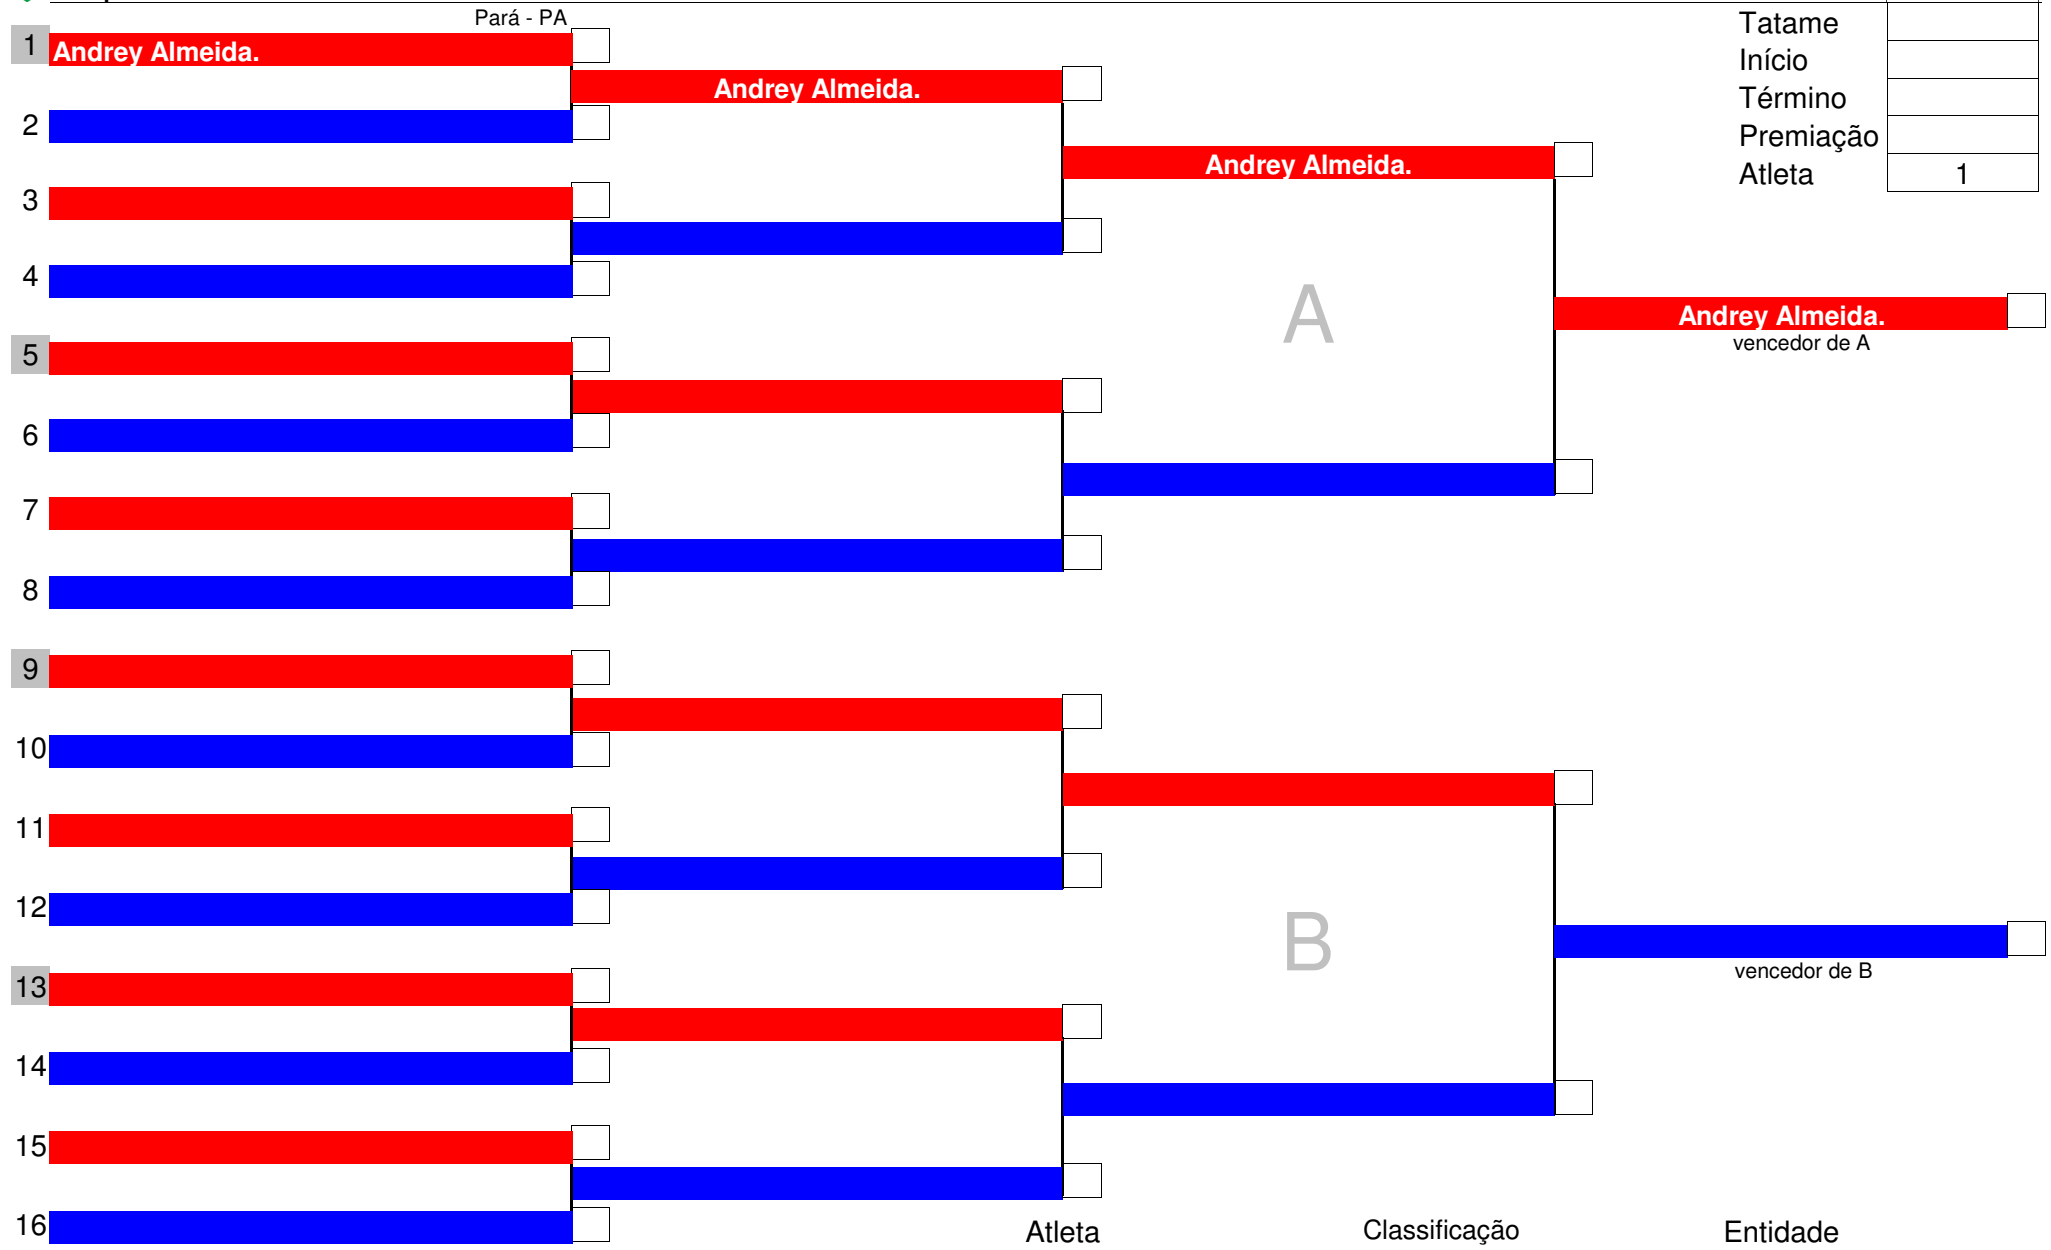 Pará - PA
Tatame
1 Andrey Almeida.
Andrey Almeida.
Início
Término
2
Premiação
Andrey Almeida.
Atleta 1
3
4
A
Andrey Almeida.
vencedor de A
5
6
7
8
9
10
11
12
B
vencedor de B
13
14
15
16
Atleta Classificação Entidade